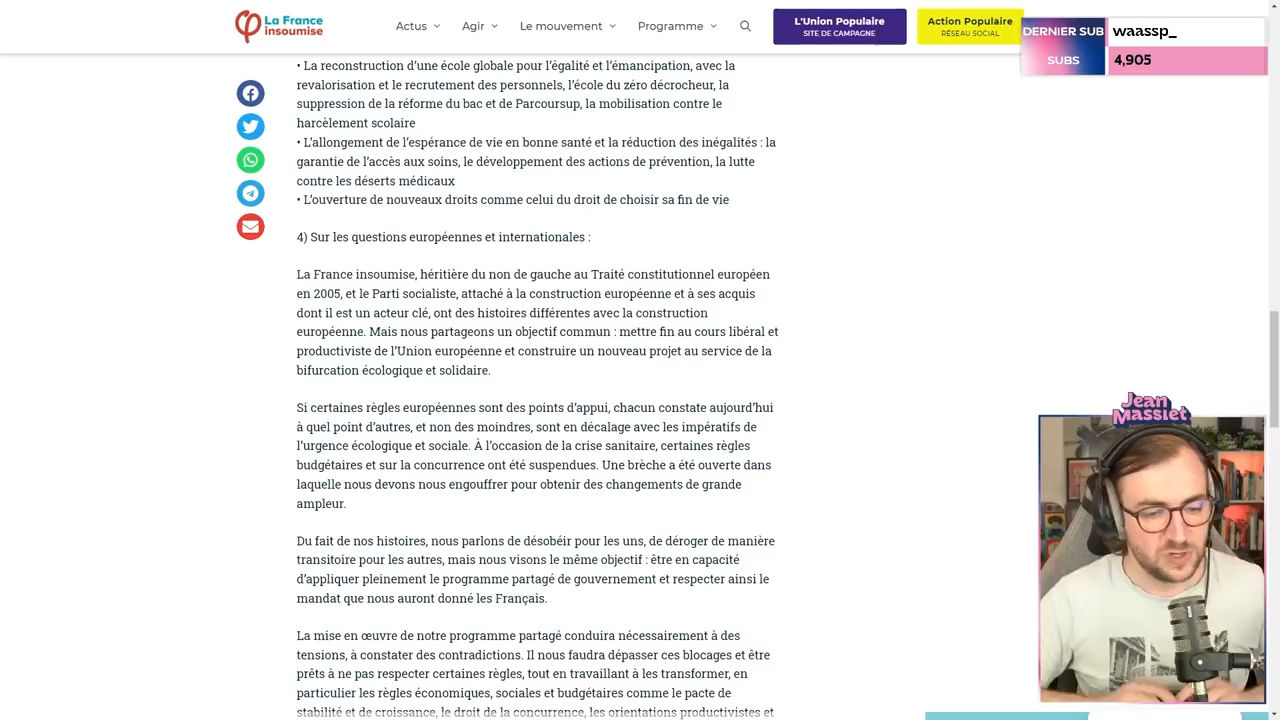 La France
insoumise
Actus
Agir
Le mouvement
Programme
L'Union Populaire
SITE DE CAMPAGNE
Action Populaire
RÉSEAU SOCIAL
DERNIER SUB
waassp_
SUBS
4,905
• La reconstruction d’une école globale pour l’égalité et l’émancipation, avec la
revalorisation et le recrutement des personnels, l’école du zéro décrocheur, la
suppression de la réforme du bac et de Parcoursup, la mobilisation contre le
harcèlement scolaire
• L’allongement de l’espérance de vie en bonne santé et la réduction des inégalités : la
garantie de l’accès aux soins, le développement des actions de prévention, la lutte
contre les déserts médicaux
• L’ouverture de nouveaux droits comme celui du droit de choisir sa fin de vie
4) Sur les questions européennes et internationales :
La France insoumise, héritière du non de gauche au Traité constitutionnel européen
en 2005, et le Parti socialiste, attaché à la construction européenne et à ses acquis
dont il est un acteur clé, ont des histoires différentes avec la construction
européenne. Mais nous partageons un objectif commun : mettre fin au cours libéral et
productiviste de l’Union européenne et construire un nouveau projet au service de la
bifurcation écologique et solidaire.
Si certaines règles européennes sont des points d’appui, chacun constate aujourd’hui
à quel point d’autres, et non des moindres, sont en décalage avec les impératifs de
l’urgence écologique et sociale. À l’occasion de la crise sanitaire, certaines règles
budgétaires et sur la concurrence ont été suspendues. Une brèche a été ouverte dans
laquelle nous devons nous engouffrer pour obtenir des changements de grande
ampleur.
Du fait de nos histoires, nous parlons de désobéir pour les uns, de déroger de manière
transitoire pour les autres, mais nous visons le même objectif : être en capacité
d’appliquer pleinement le programme partagé de gouvernement et respecter ainsi le
mandat que nous auront donné les Français.
La mise en œuvre de notre programme partagé conduira nécessairement à des
tensions, à constater des contradictions. Il nous faudra dépasser ces blocages et être
prêts à ne pas respecter certaines règles, tout en travaillant à les transformer, en
particulier les règles économiques, sociales et budgétaires comme le pacte de
stabilité et de croissance, le droit de la concurrence, les orientations productivistes et
Jean
Massiet